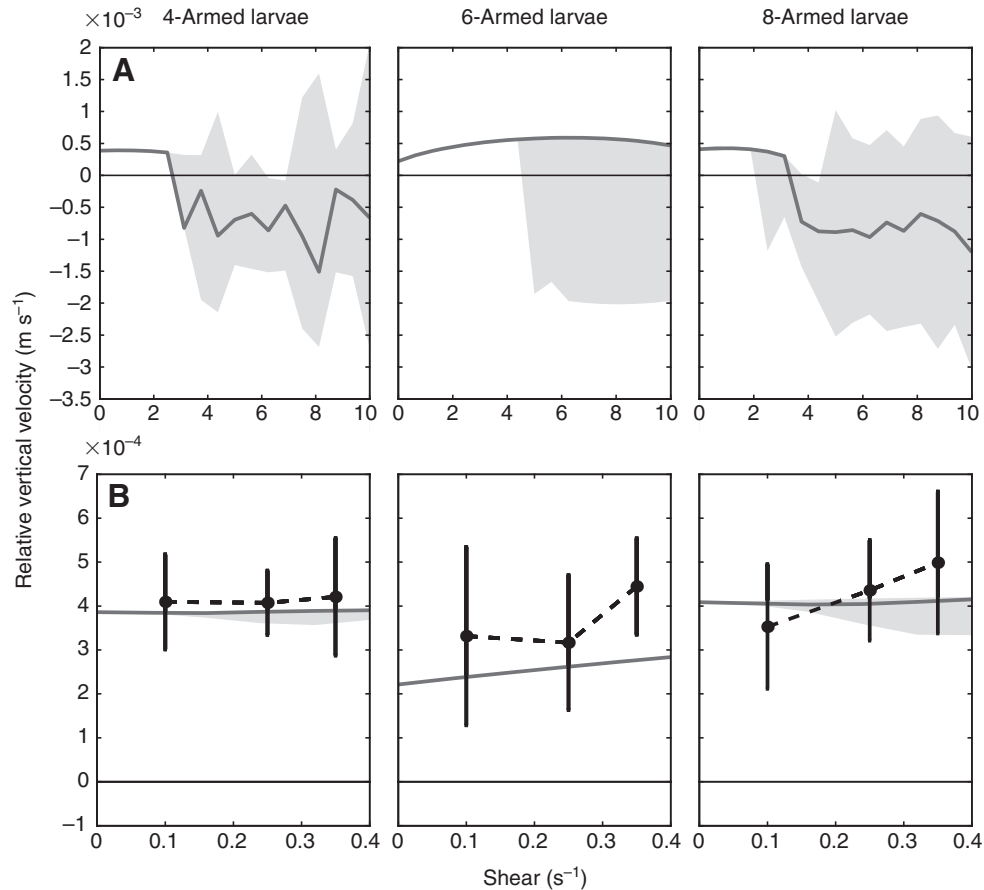 ×10⁻³
4-Armed larvae
6-Armed larvae
8-Armed larvae
A
2
1.5
1
0.5
0
−0.5
−1
−1.5
−2
−2.5
−3
−3.5
0 2 4 6 8 10
0 2 4 6 8 10
0 2 4 6 8 10
Relative vertical velocity (m s⁻¹)
×10⁻⁴
B
7
6
5
4
3
2
1
0
−1
0 0.1 0.2 0.3 0.4
0 0.1 0.2 0.3 0.4
0 0.1 0.2 0.3 0.4
Shear (s⁻¹)